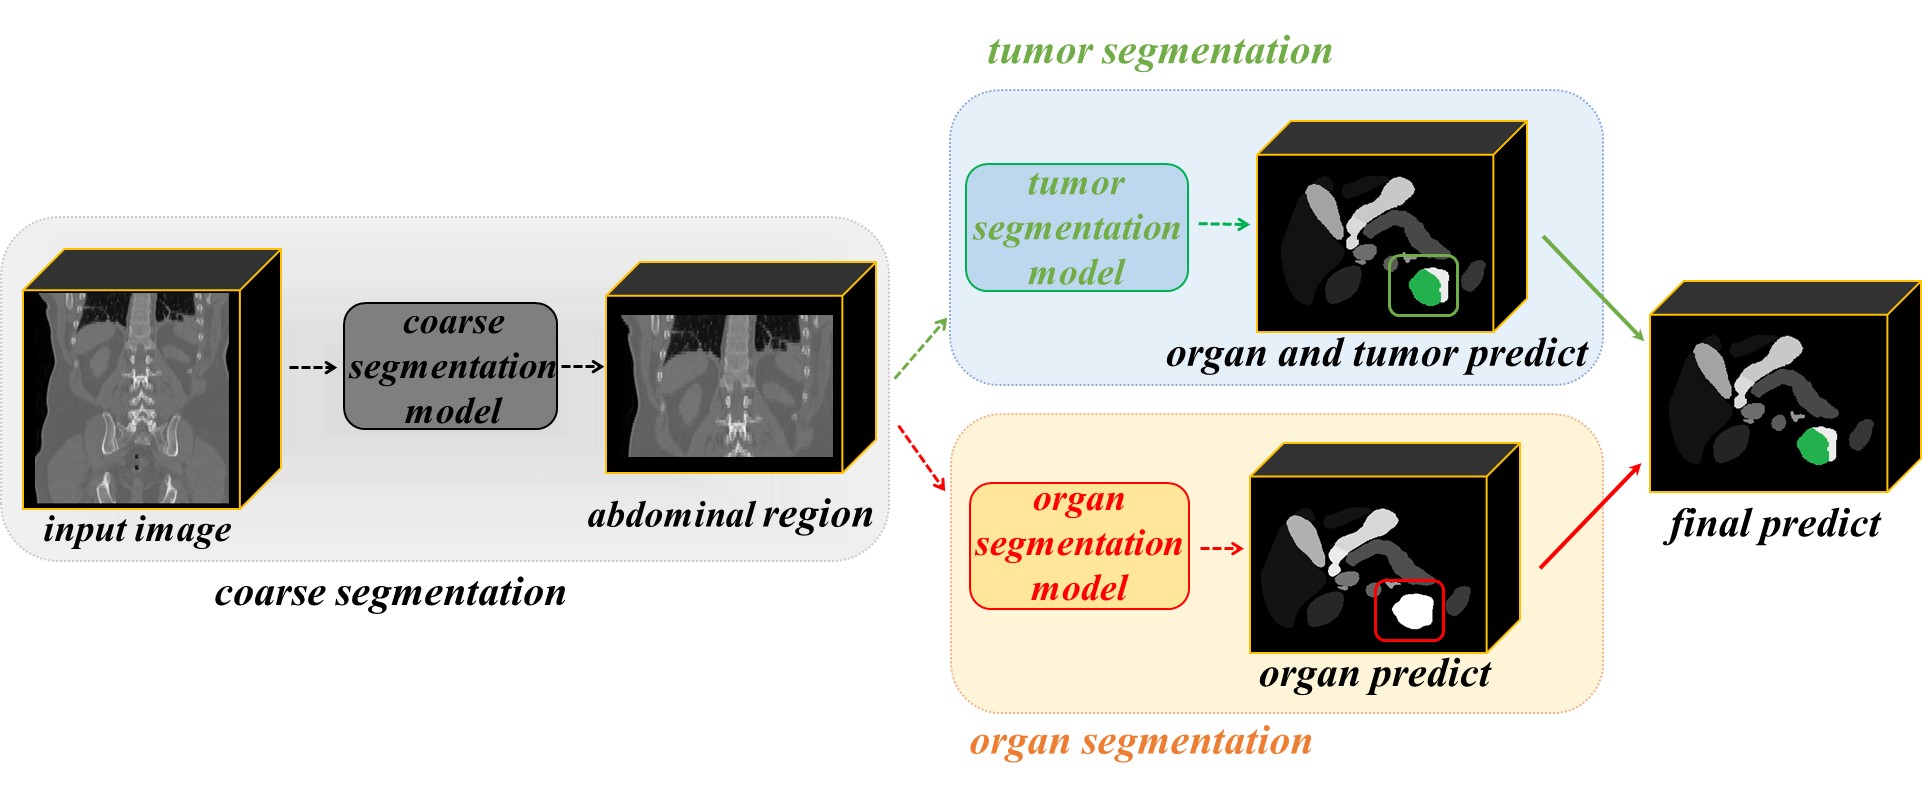 tumor segmentation
tumor
segmentation
model
organ and tumor predict
coarse
segmentation
model
input image
abdominal region
coarse segmentation
organ
segmentation
model
organ predict
organ segmentation
final predict